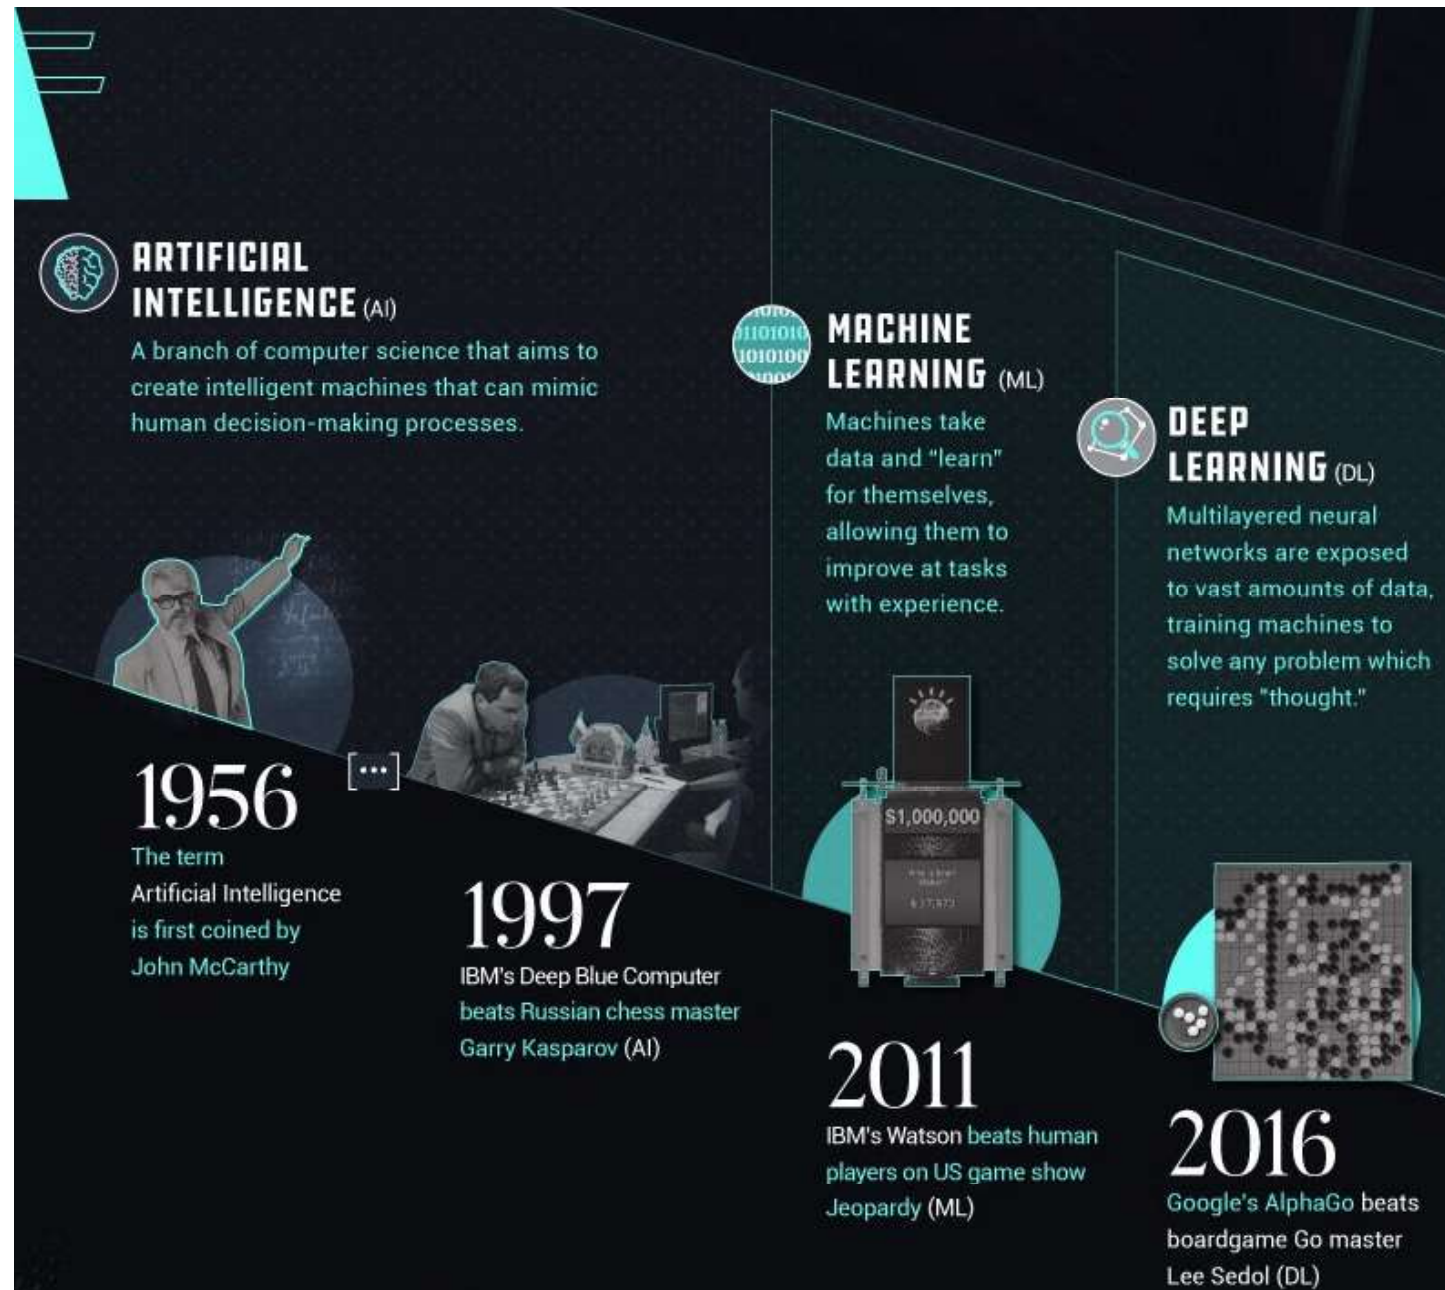 ARTIFICIAL
INTELLIGENCE (AI)
A branch of computer science that aims to
create intelligent machines that can mimic
human decision-making processes.
MACHINE
LEARNING (ML)
Machines take
data and "learn"
for themselves,
allowing them to
improve at tasks
with experience.
DEEP
LEARNING (DL)
Multilayered neural
networks are exposed
to vast amounts of data,
training machines to
solve any problem which
requires "thought."
1956
The term
Artificial Intelligence
is first coined by
John McCarthy
[...]
1997
IBM's Deep Blue Computer
beats Russian chess master
Garry Kasparov (AI)
$1,000,000
2011
IBM's Watson beats human
players on US game show
Jeopardy (ML)
2016
Google's AlphaGo beats
boardgame Go master
Lee Sedol (DL)